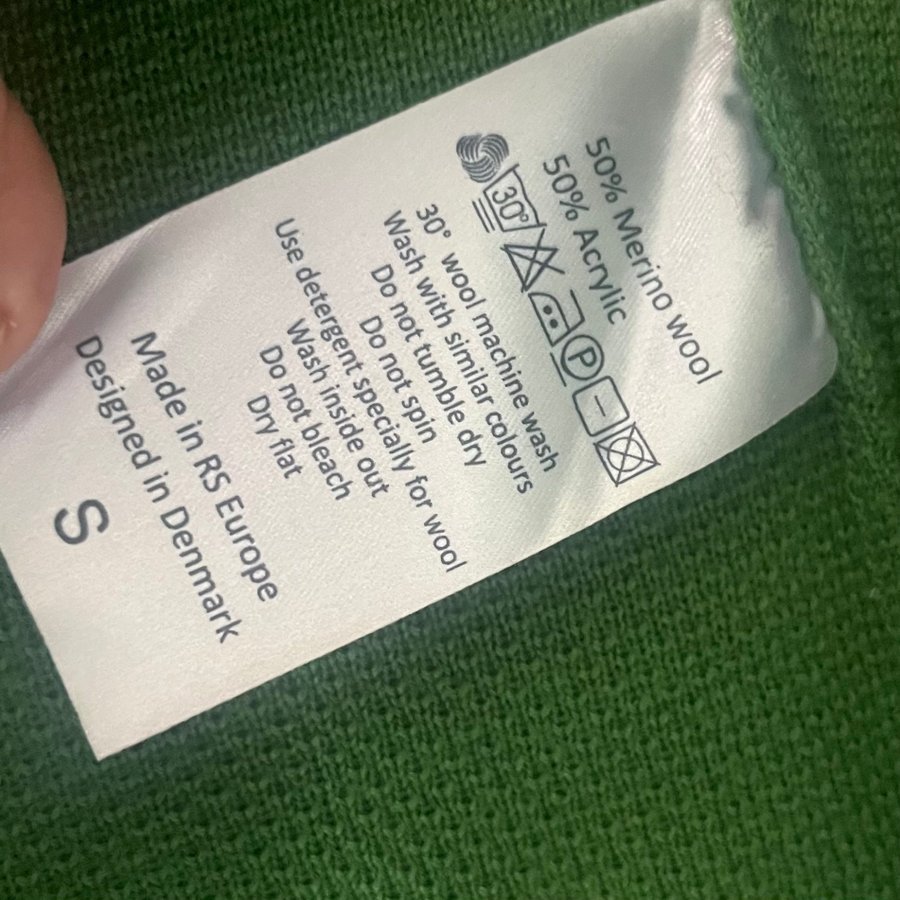 50% Merino wool
50% Acrylic
30° P
30° wool machine wash
Wash with similar colours
Do not tumble dry
Do not spin
Use detergent specially for wool
Wash inside out
Do not bleach
Dry flat
Made in RS Europe
Designed in Denmark
S